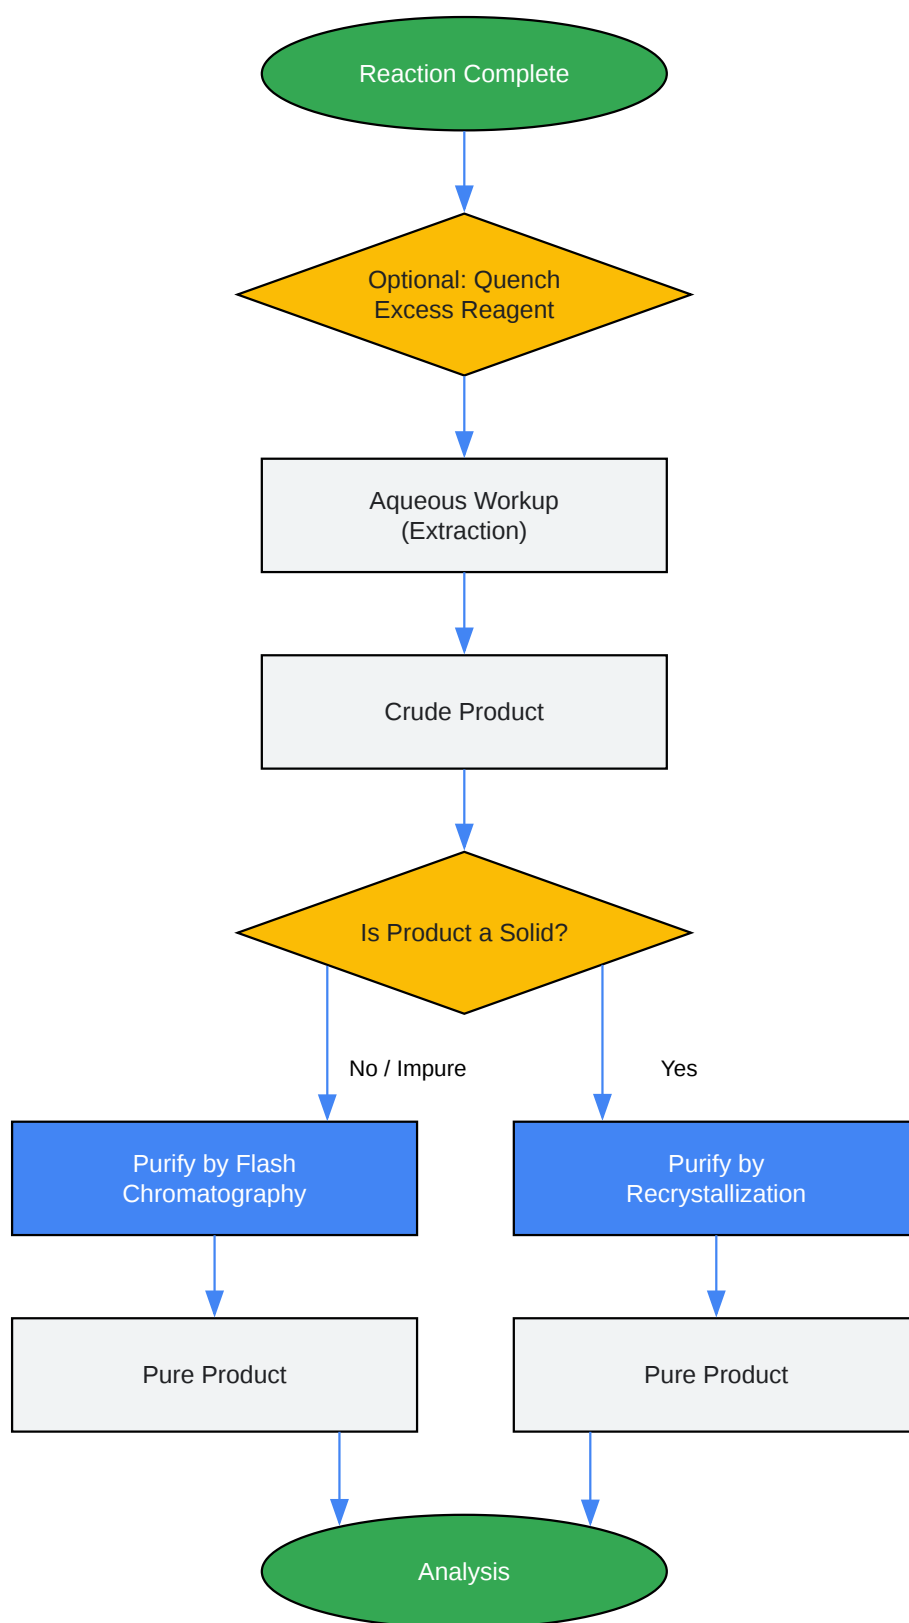 Reaction Complete
Optional: Quench
Excess Reagent
Aqueous Workup
(Extraction)
Crude Product
Is Product a Solid?
No / Impure
Yes
Purify by Flash
Chromatography
Purify by
Recrystallization
Pure Product
Pure Product
Analysis